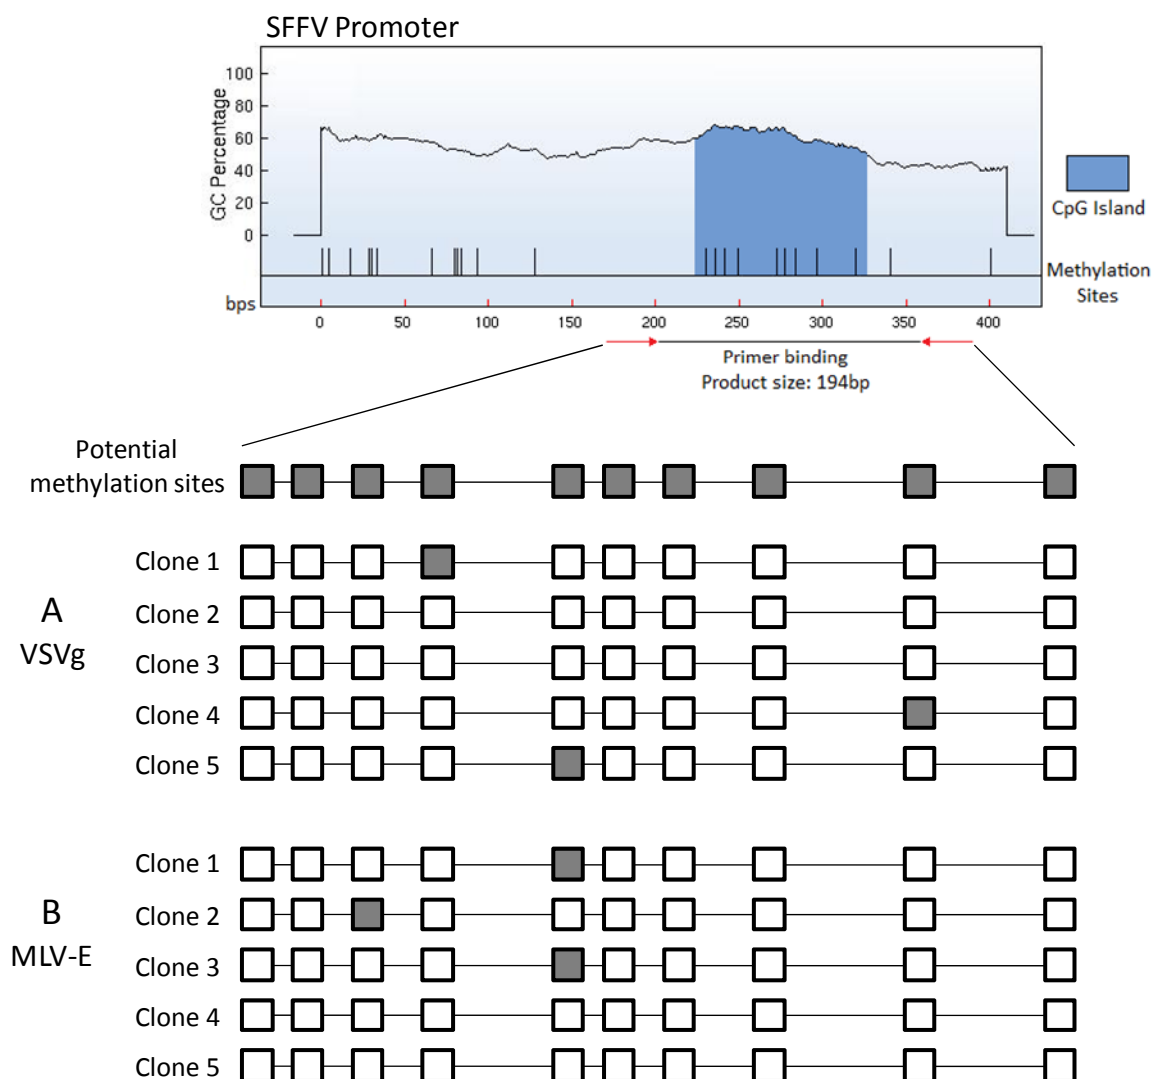 SFFV Promoter
GC Percentage
100
80
60
40
20
0
CpG Island
Methylation
Sites
bps
0 50 100 150 200 250 300 350 400
Primer binding
Product size: 194bp
Potential
methylation sites
A
VSVg
Clone 1
Clone 2
Clone 3
Clone 4
Clone 5
B
MLV-E
Clone 1
Clone 2
Clone 3
Clone 4
Clone 5